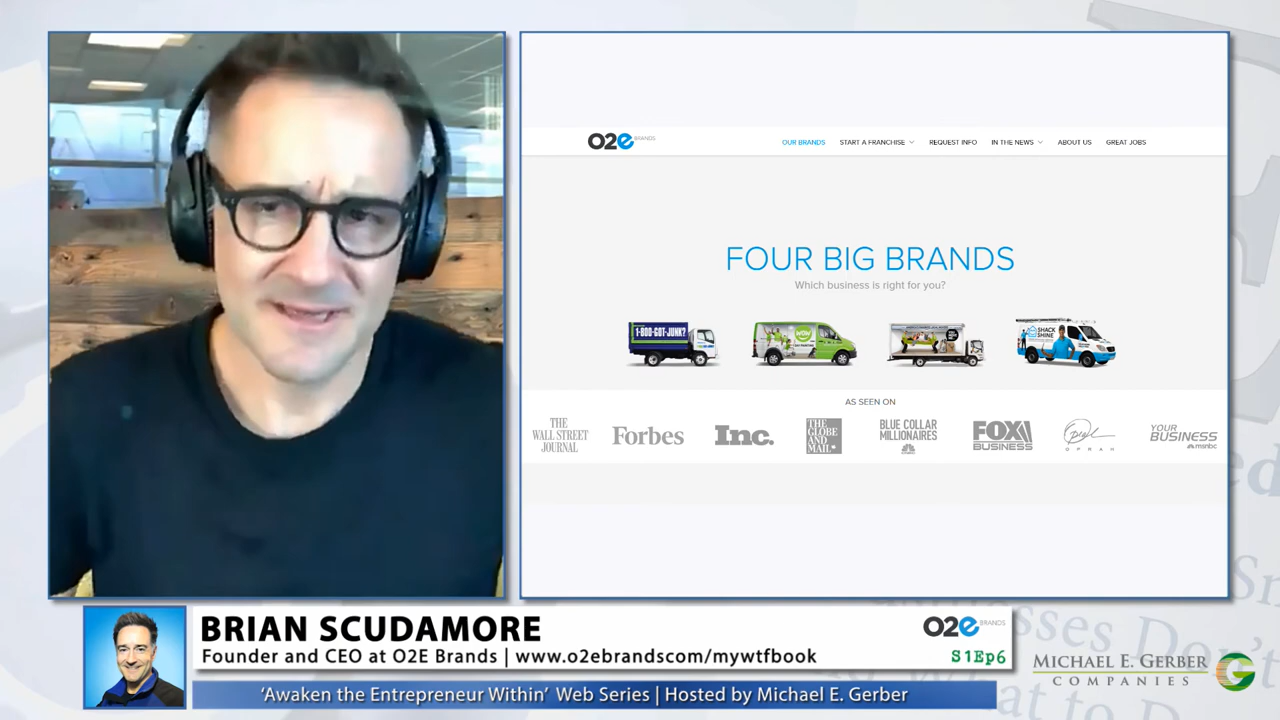 O2e BRANDS
OUR BRANDS START A FRANCHISE REQUEST INFO IN THE NEWS ABOUT US GREAT JOBS
FOUR BIG BRANDS
Which business is right for you?
1-800-GOT-JUNK?
WOW
SHACK
SHINE
AS SEEN ON
THE
WALL STREET
JOURNAL
Forbes
Inc.
THE
GLOBE
AND
MAIL*
BLUE COLLAR
MILLIONAIRES
FOX
BUSINESS
Oprah
OPRAH
YOUR
BUSINESS
msnbc
BRIAN SCUDAMORE
Founder and CEO at O2E Brands | www.o2ebrandscom/mywtfbook
O2e BRANDS
S1Ep6
'Awaken the Entrepreneur Within' Web Series | Hosted by Michael E. Gerber
MICHAEL E. GERBER
COMPANIES